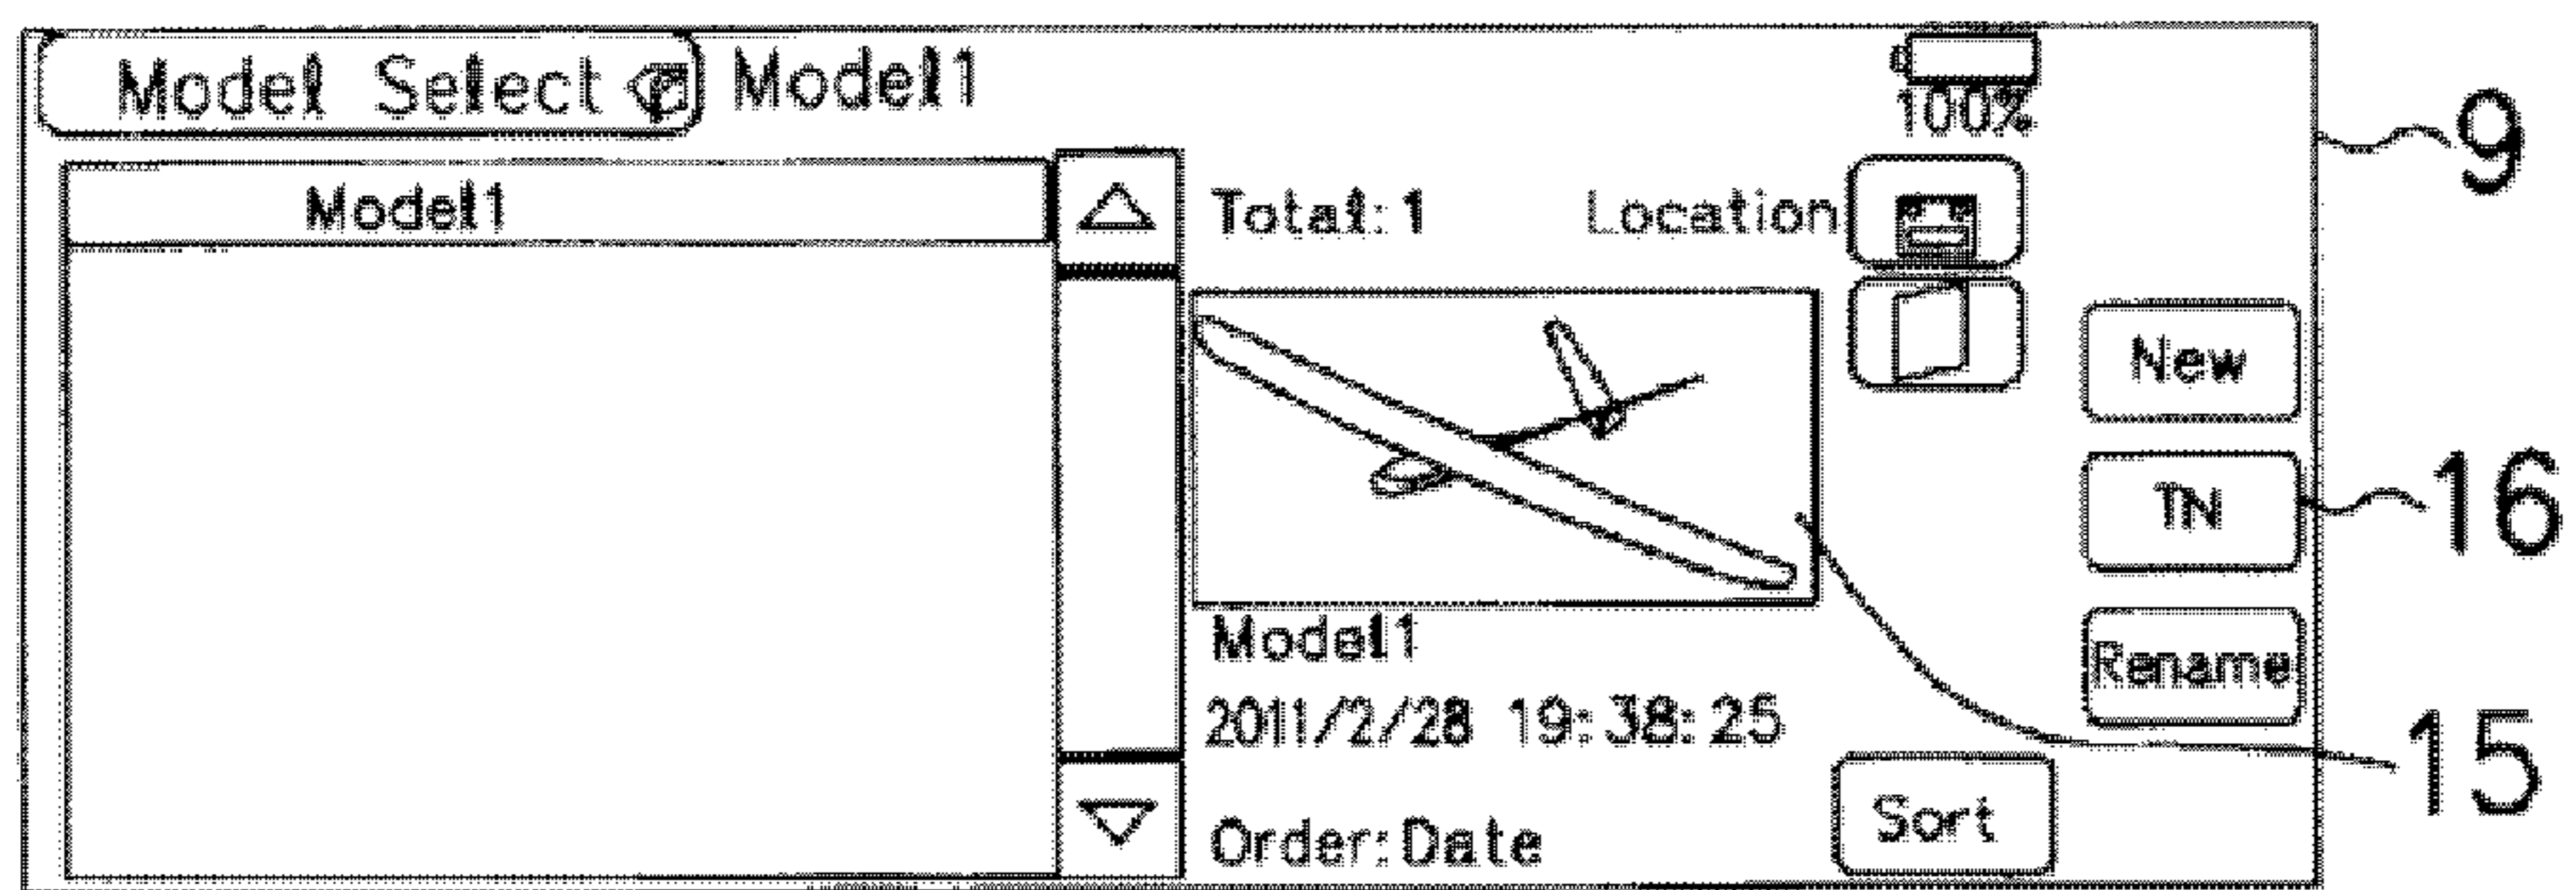 Model Select Model1
100%
9
Model1
Total:1 Location
New
TN
16
Rename
Model1
2011/2/28 19:38:25
15
Order:Date
Sort